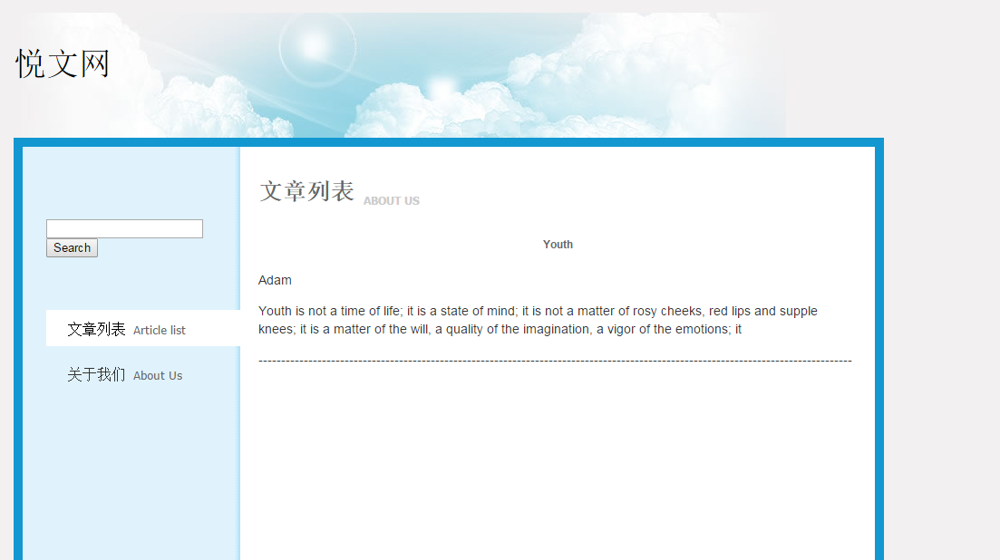 悦文网
文章列表 ABOUT US
Search
Youth
Adam
文章列表 Article list
Youth is not a time of life; it is a state of mind; it is not a matter of rosy cheeks, red lips and supple
knees; it is a matter of the will, a quality of the imagination, a vigor of the emotions; it
关于我们 About Us
-----------------------------------------------------------------------------------------------------------------------------------